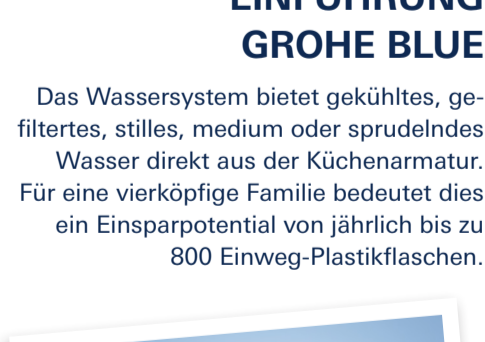 EINFÜHRUNG
GROHE BLUE
Das Wassersystem bietet gekühltes, ge-
filtertes, stilles, medium oder sprudelndes
Wasser direkt aus der Küchenarmatur.
Für eine vierköpfige Familie bedeutet dies
ein Einsparpotential von jährlich bis zu
800 Einweg-Plastikflaschen.